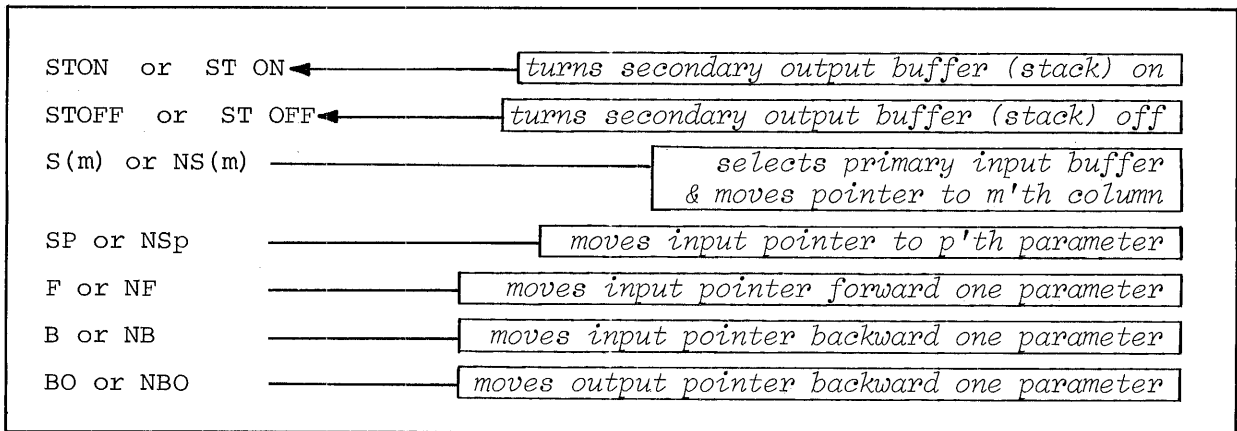 STON or ST ON turns secondary output buffer (stack) on
STOFF or ST OFF turns secondary output buffer (stack) off
S(m) or NS(m) selects primary input buffer
& moves pointer to m'th column
SP or NSp moves input pointer to p'th parameter
F or NF moves input pointer forward one parameter
B or NB moves input pointer backward one parameter
BO or NBO moves output pointer backward one parameter